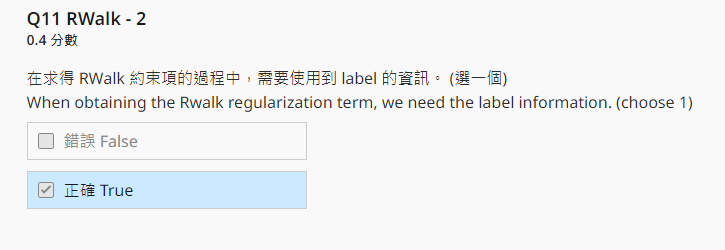 Q11 RWalk - 2
0.4 分數
在求得 RWalk 約束項的過程中，需要使用到 label 的資訊。 (選一個)
When obtaining the Rwalk regularization term, we need the label information. (choose 1)
錯誤 False
正確 True